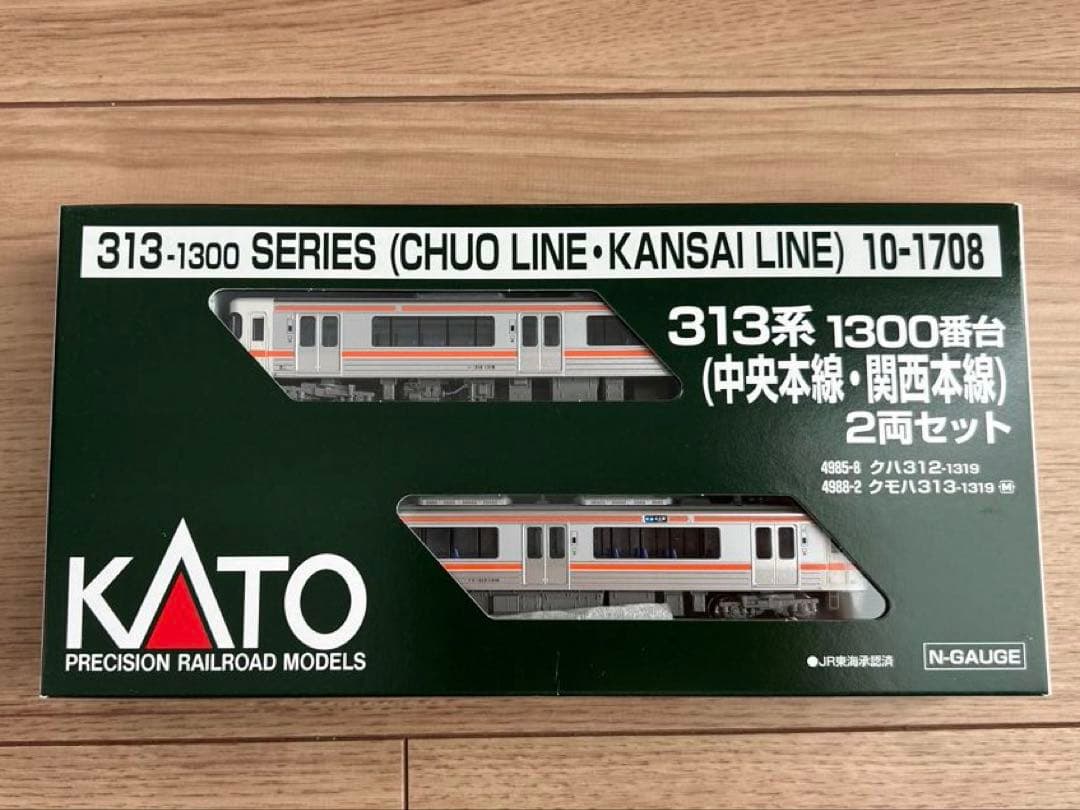 313-1300 SERIES (CHUO LINE・KANSAI LINE) 10-1708
313系 1300番台
(中央本線・関西本線)
2両セット
4985-8 クハ312-1319
4988-2 クモハ313-1319 M
KATO
PRECISION RAILROAD MODELS
●JR東海承認済
N-GAUGE